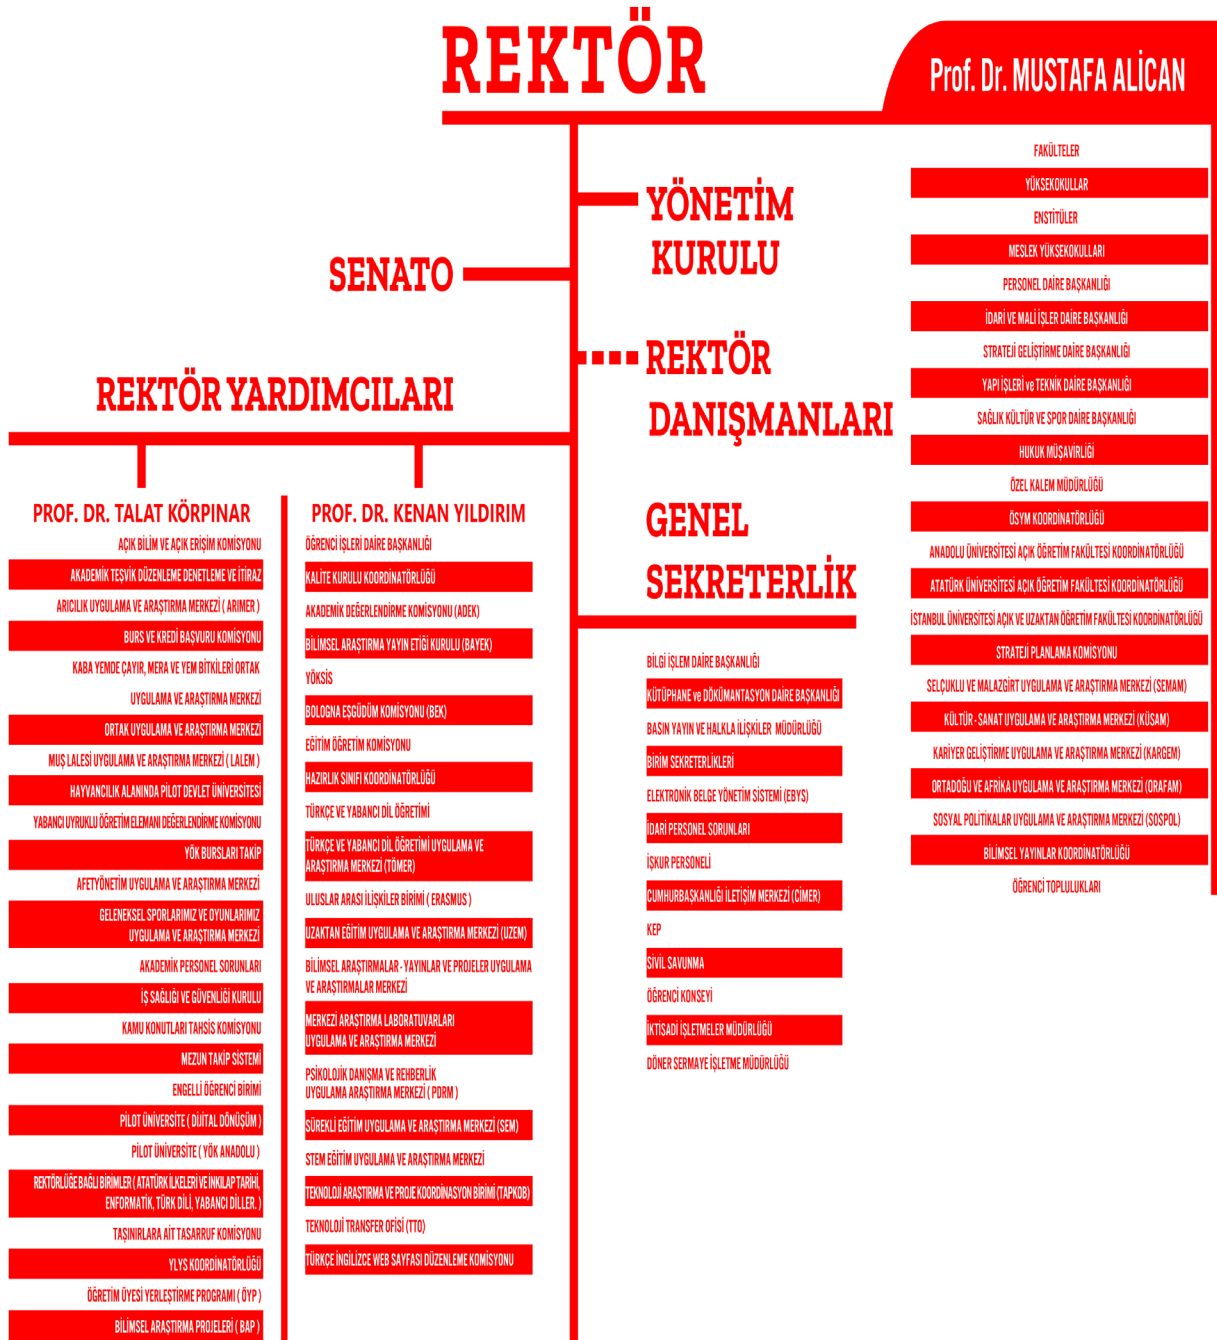 REKTÖR
Prof. Dr. MUSTAFA ALİCAN
FAKÜLTELER
YÜKSEKOKULLAR
ENSTİTÜLER
MESLEK YÜKSEKOKULLARI
PERSONEL DAİRE BAŞKANLIĞI
İDARİ VE MALİ İŞLER DAİRE BAŞKANLIĞI
STRATEJİ GELİŞTİRME DAİRE BAŞKANLIĞI
YAPI İŞLERİ ve TEKNİK DAİRE BAŞKANLIĞI
SAĞLIK KÜLTÜR VE SPOR DAİRE BAŞKANLIĞI
HUKUK MÜŞAVİRLİĞİ
ÖZEL KALEM MÜDÜRLÜĞÜ
ÖSYM KOORDİNATÖRLÜĞÜ
ANADOLU ÜNİVERSİTESİ AÇIK ÖĞRETİM FAKÜLTESİ KOORDİNATÖRLÜĞÜ
ATATÜRK ÜNİVERSİTESİ AÇIK ÖĞRETİM FAKÜLTESİ KOORDİNATÖRLÜĞÜ
İSTANBUL ÜNİVERSİTESİ AÇIK VE UZAKTAN ÖĞRETİM FAKÜLTESİ KOORDİNATÖRLÜĞÜ
STRATEJİ PLANLAMA KOMİSYONU
SELÇUKLU VE MALAZGİRT UYGULAMA VE ARAŞTIRMA MERKEZİ (SEMAM)
KÜLTÜR - SANAT UYGULAMA VE ARAŞTIRMA MERKEZİ (KÜSAM)
KARİYER GELİŞTİRME UYGULAMA VE ARAŞTIRMA MERKEZİ (KARGEM)
ORTADOĞU VE AFRİKA UYGULAMA VE ARAŞTIRMA MERKEZİ (ORAFAM)
SOSYAL POLİTİKALAR UYGULAMA VE ARAŞTIRMA MERKEZİ (SOSPOL)
BİLİMSEL YAYINLAR KOORDİNATÖRLÜĞÜ
ÖĞRENCİ TOPLULUKLARI
YÖNETİM
KURULU
SENATO
REKTÖR
DANIŞMANLARI
REKTÖR YARDIMCILARI
PROF. DR. TALAT KÖRPINAR
AÇIK BİLİM VE AÇIK ERİŞİM KOMİSYONU
AKADEMİK TEŞVİK DÜZENLEME DENETLEME VE İTİRAZ
ARICILIK UYGULAMA VE ARAŞTIRMA MERKEZİ ( ARIMER )
BURS VE KREDİ BAŞVURU KOMİSYONU
KABA YEMDE ÇAYIR, MERA VE YEM BİTKİLERİ ORTAK
UYGULAMA VE ARAŞTIRMA MERKEZİ
ORTAK UYGULAMA VE ARAŞTIRMA MERKEZİ
MUŞ LALESİ UYGULAMA VE ARAŞTIRMA MERKEZİ ( LALEM )
HAYVANCILIK ALANINDA PİLOT DEVLET ÜNİVERSİTESİ
YABANCI UYRUKLU ÖĞRETİM ELEMANI DEĞERLENDİRME KOMİSYONU
YÖK BURSLARI TAKİP
AFETYÖNETİM UYGULAMA VE ARAŞTIRMA MERKEZİ
GELENEKSEL SPORLARIMIZ VE OYUNLARIMIZ
UYGULAMA VE ARAŞTIRMA MERKEZİ
AKADEMİK PERSONEL SORUNLARI
İŞ SAĞLIĞI VE GÜVENLİĞİ KURULU
KAMU KONUTLARI TAHSİS KOMİSYONU
MEZUN TAKİP SİSTEMİ
ENGELLİ ÖĞRENCİ BİRİMİ
PİLOT ÜNİVERSİTE ( DİJİTAL DÖNÜŞÜM )
PİLOT ÜNİVERSİTE ( YÖK ANADOLU )
REKTÖRLÜĞE BAĞLI BİRİMLER ( ATATÜRK İLKELERİ VE İNKILAP TARİHİ,
ENFORMATİK, TÜRK DİLİ, YABANCI DİLLER. )
TAŞINIRLARA AİT TASARRUF KOMİSYONU
YLYS KOORDİNATÖRLÜĞÜ
ÖĞRETİM ÜYESİ YERLEŞTİRME PROGRAMI ( ÖYP )
BİLİMSEL ARAŞTIRMA PROJELERİ ( BAP )
PROF. DR. KENAN YILDIRIM
ÖĞRENCİ İŞLERİ DAİRE BAŞKANLIĞI
KALİTE KURULU KOORDİNATÖRLÜĞÜ
AKADEMİK DEĞERLENDİRME KOMİSYONU (ADEK)
BİLİMSEL ARAŞTIRMA YAYIN ETİĞİ KURULU (BAYEK)
YÖKSİS
BOLOGNA EŞGÜDÜM KOMİSYONU (BEK)
EĞİTİM ÖĞRETİM KOMİSYONU
HAZIRLIK SINIFI KOORDİNATÖRLÜĞÜ
TÜRKÇE VE YABANCI DİL ÖĞRETİMİ
TÜRKÇE VE YABANCI DİL ÖĞRETİMİ UYGULAMA VE
ARAŞTIRMA MERKEZİ (TÖMER)
ULUSLAR ARASI İLİŞKİLER BİRİMİ ( ERASMUS )
UZAKTAN EĞİTİM UYGULAMA VE ARAŞTIRMA MERKEZİ (UZEM)
BİLİMSEL ARAŞTIRMALAR - YAYINLAR VE PROJELER UYGULAMA
VE ARAŞTIRMALAR MERKEZİ
MERKEZİ ARAŞTIRMA LABORATUVARLARI
UYGULAMA VE ARAŞTIRMA MERKEZİ
PSİKOLOJİK DANIŞMA VE REHBERLİK
UYGULAMA ARAŞTIRMA MERKEZİ ( PDRM )
SÜREKLİ EĞİTİM UYGULAMA VE ARAŞTIRMA MERKEZİ (SEM)
STEM EĞİTİM UYGULAMA VE ARAŞTIRMA MERKEZİ
TEKNOLOJİ ARAŞTIRMA VE PROJE KOORDİNASYON BİRİMİ (TAPKOB)
TEKNOLOJİ TRANSFER OFİSİ (TTO)
TÜRKÇE İNGİLİZCE WEB SAYFASI DÜZENLEME KOMİSYONU
GENEL
SEKRETERLİK
BİLGİ İŞLEM DAİRE BAŞKANLIĞI
KÜTÜPHANE ve DÖKÜMANTASYON DAİRE BAŞKANLIĞI
BASIN YAYIN VE HALKLA İLİŞKİLER MÜDÜRLÜĞÜ
BİRİM SEKRETERLİKLERİ
ELEKTRONİK BELGE YÖNETİM SİSTEMİ (EBYS)
İDARİ PERSONEL SORUNLARI
İŞKUR PERSONELİ
CUMHURBAŞKANLIĞI İLETİŞİM MERKEZİ (CİMER)
KEP
SİVİL SAVUNMA
ÖĞRENCİ KONSEYİ
İKTİSADİ İŞLETMELER MÜDÜRLÜĞÜ
DÖNER SERMAYE İŞLETME MÜDÜRLÜĞÜ